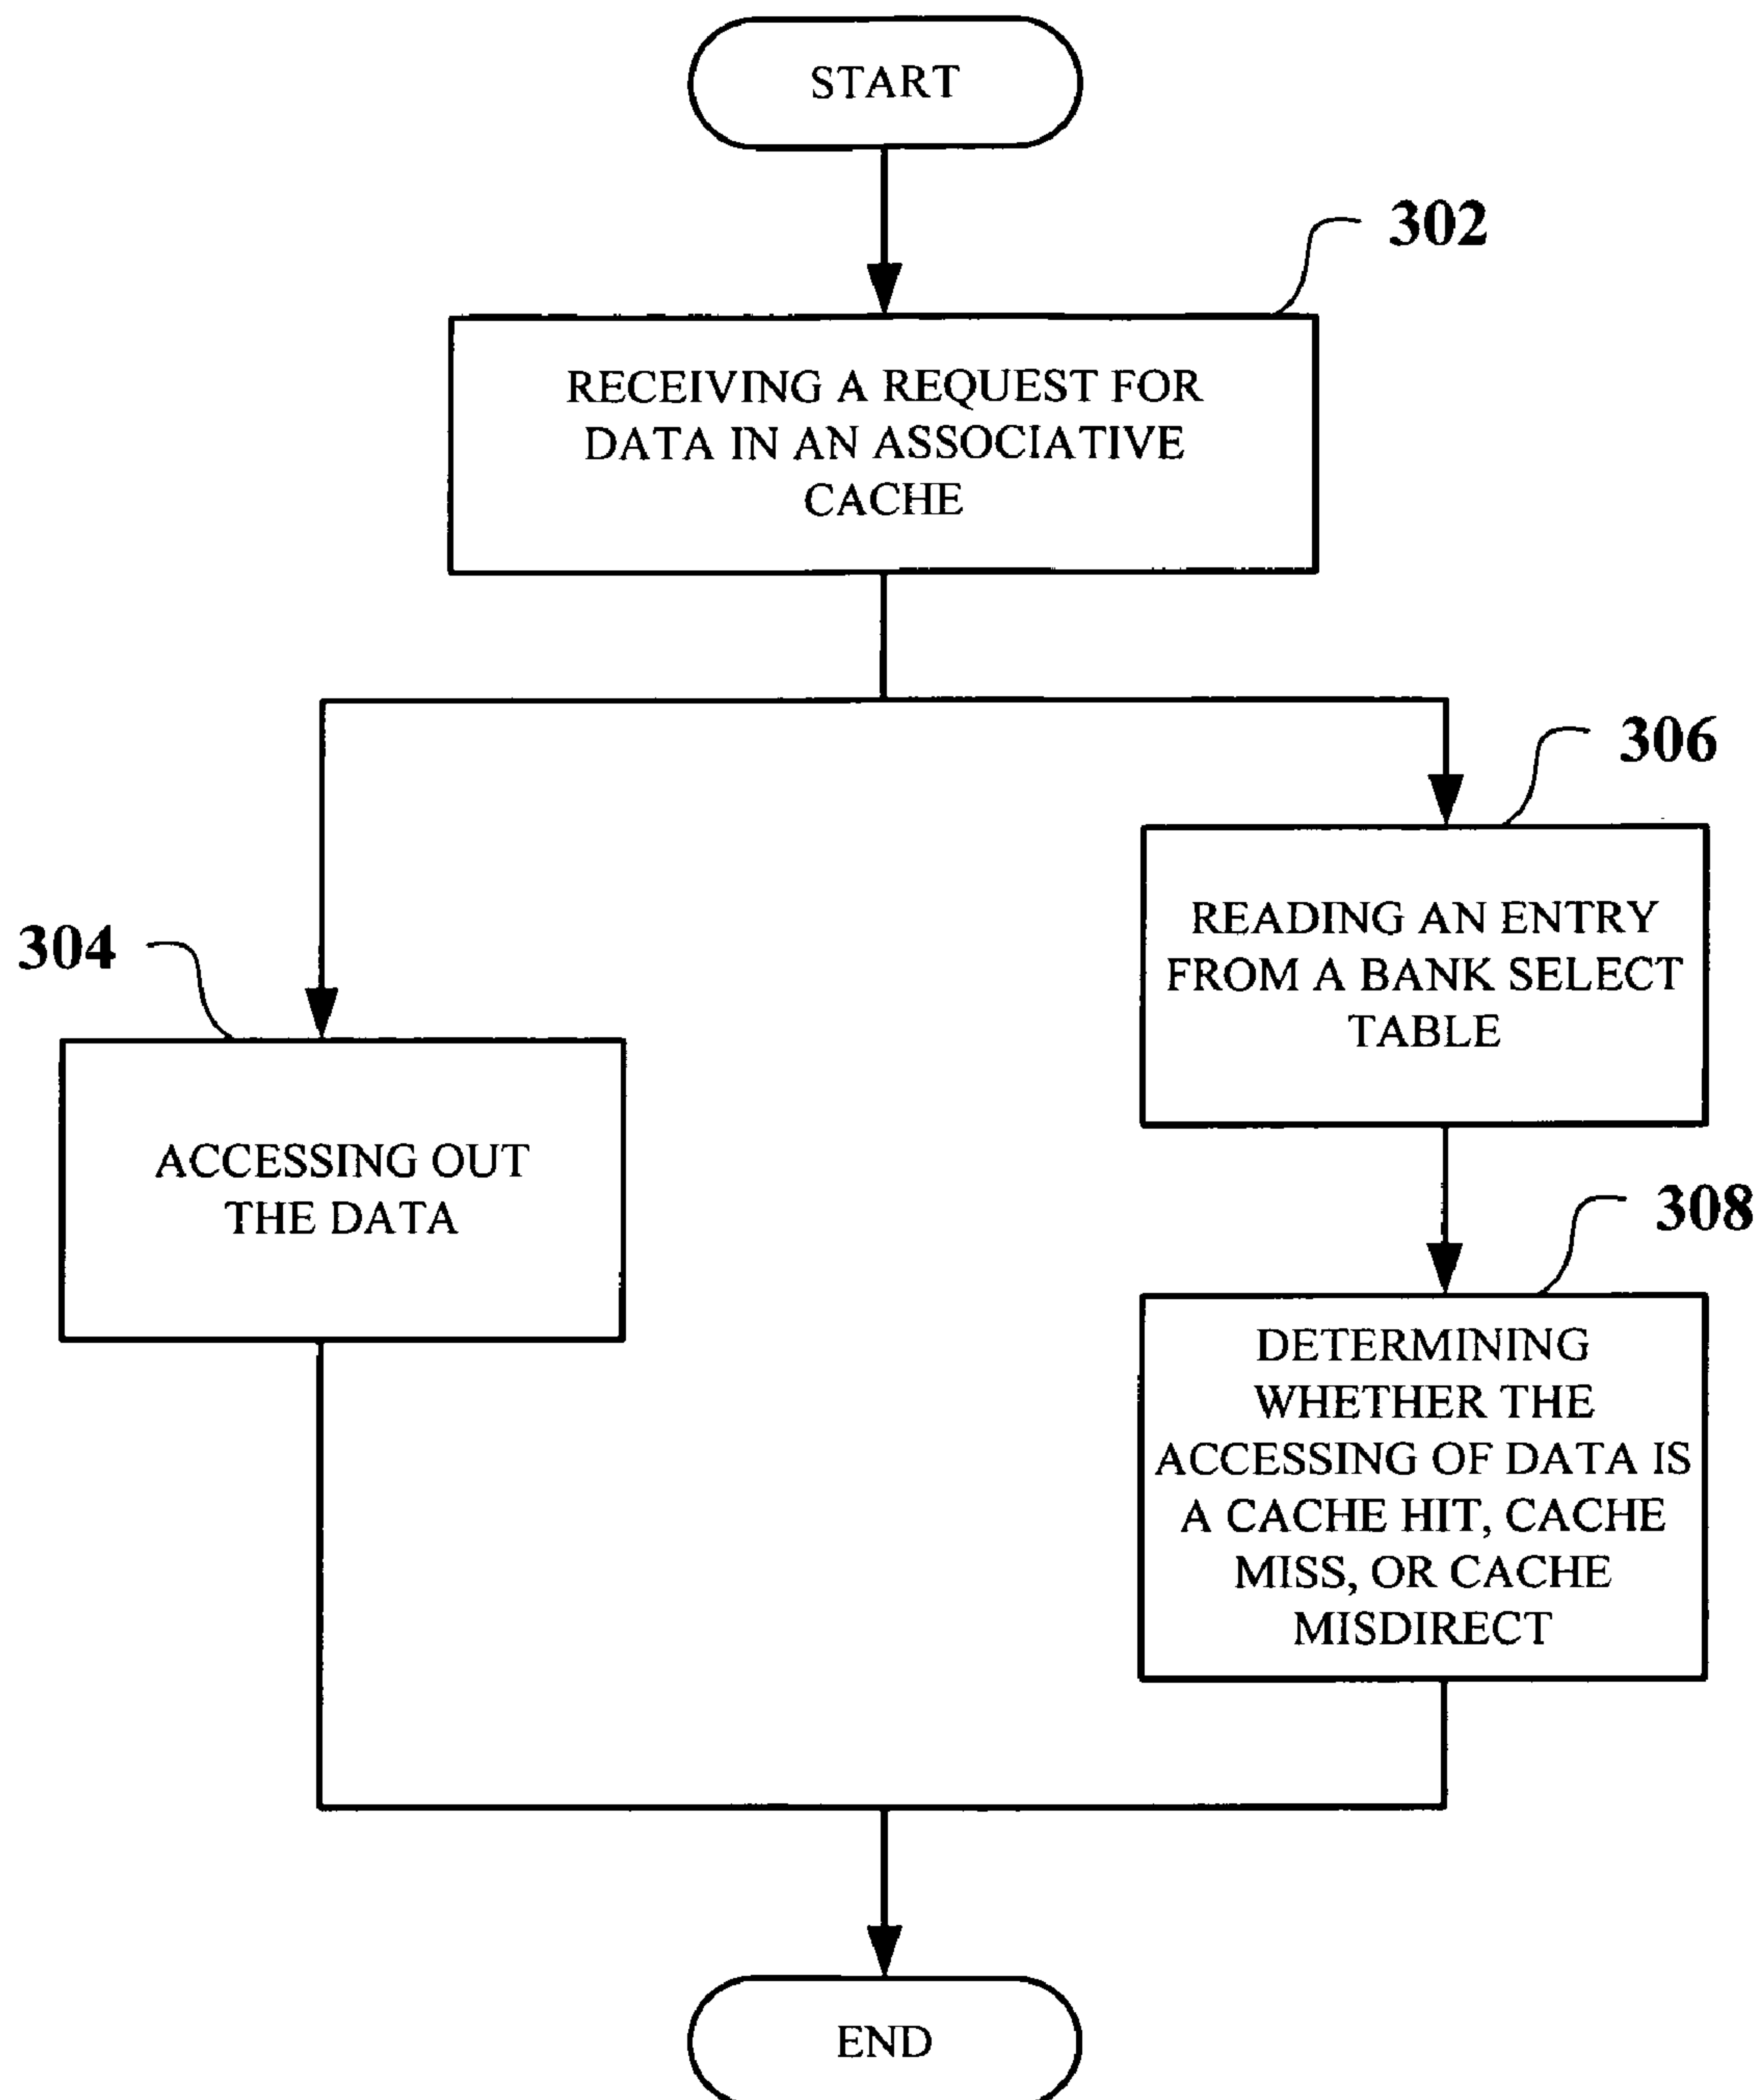 START
302
RECEIVING A REQUEST FOR
DATA IN AN ASSOCIATIVE
CACHE
306
READING AN ENTRY
FROM A BANK SELECT
TABLE
304
ACCESSING OUT
THE DATA
308
DETERMINING
WHETHER THE
ACCESSING OF DATA IS
A CACHE HIT, CACHE
MISS, OR CACHE
MISDIRECT
END